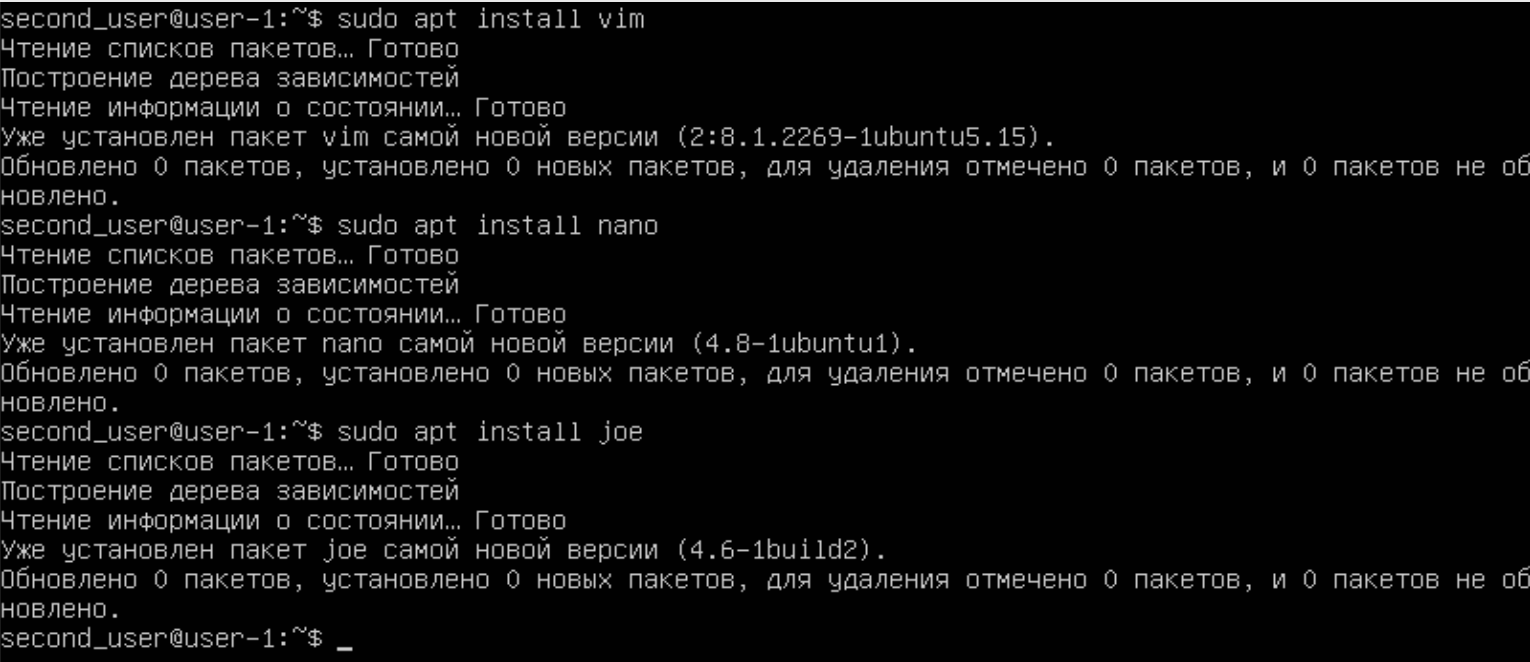 second_user@user-1:~$ sudo apt install vim
Чтение списков пакетов… Готово
Построение дерева зависимостей
Чтение информации о состоянии… Готово
Уже установлен пакет vim самой новой версии (2:8.1.2269-1ubuntu5.15).
Обновлено 0 пакетов, установлено 0 новых пакетов, для удаления отмечено 0 пакетов, и 0 пакетов не об
новлено.
second_user@user-1:~$ sudo apt install nano
Чтение списков пакетов… Готово
Построение дерева зависимостей
Чтение информации о состоянии… Готово
Уже установлен пакет nano самой новой версии (4.8-1ubuntu1).
Обновлено 0 пакетов, установлено 0 новых пакетов, для удаления отмечено 0 пакетов, и 0 пакетов не об
новлено.
second_user@user-1:~$ sudo apt install joe
Чтение списков пакетов… Готово
Построение дерева зависимостей
Чтение информации о состоянии… Готово
Уже установлен пакет joe самой новой версии (4.6-1build2).
Обновлено 0 пакетов, установлено 0 новых пакетов, для удаления отмечено 0 пакетов, и 0 пакетов не об
новлено.
second_user@user-1:~$ _